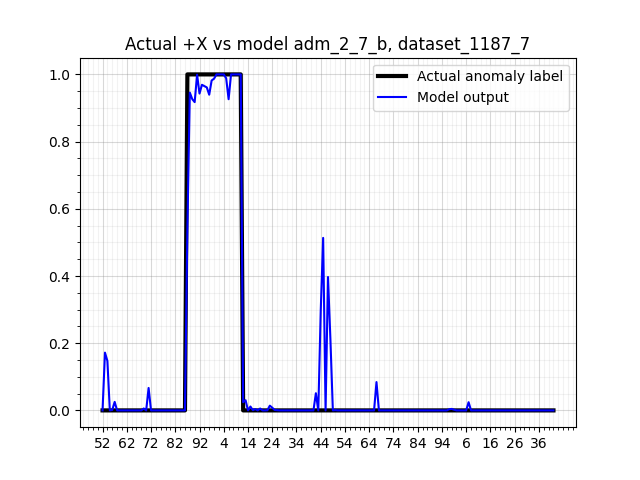 Actual +X vs model adm_2_7_b, dataset_1187_7
Actual anomaly label
Model output
1.0
0.8
0.6
0.4
0.2
0.0
52 62 72 82 92 4 14 24 34 44 54 64 74 84 94 6 16 26 36